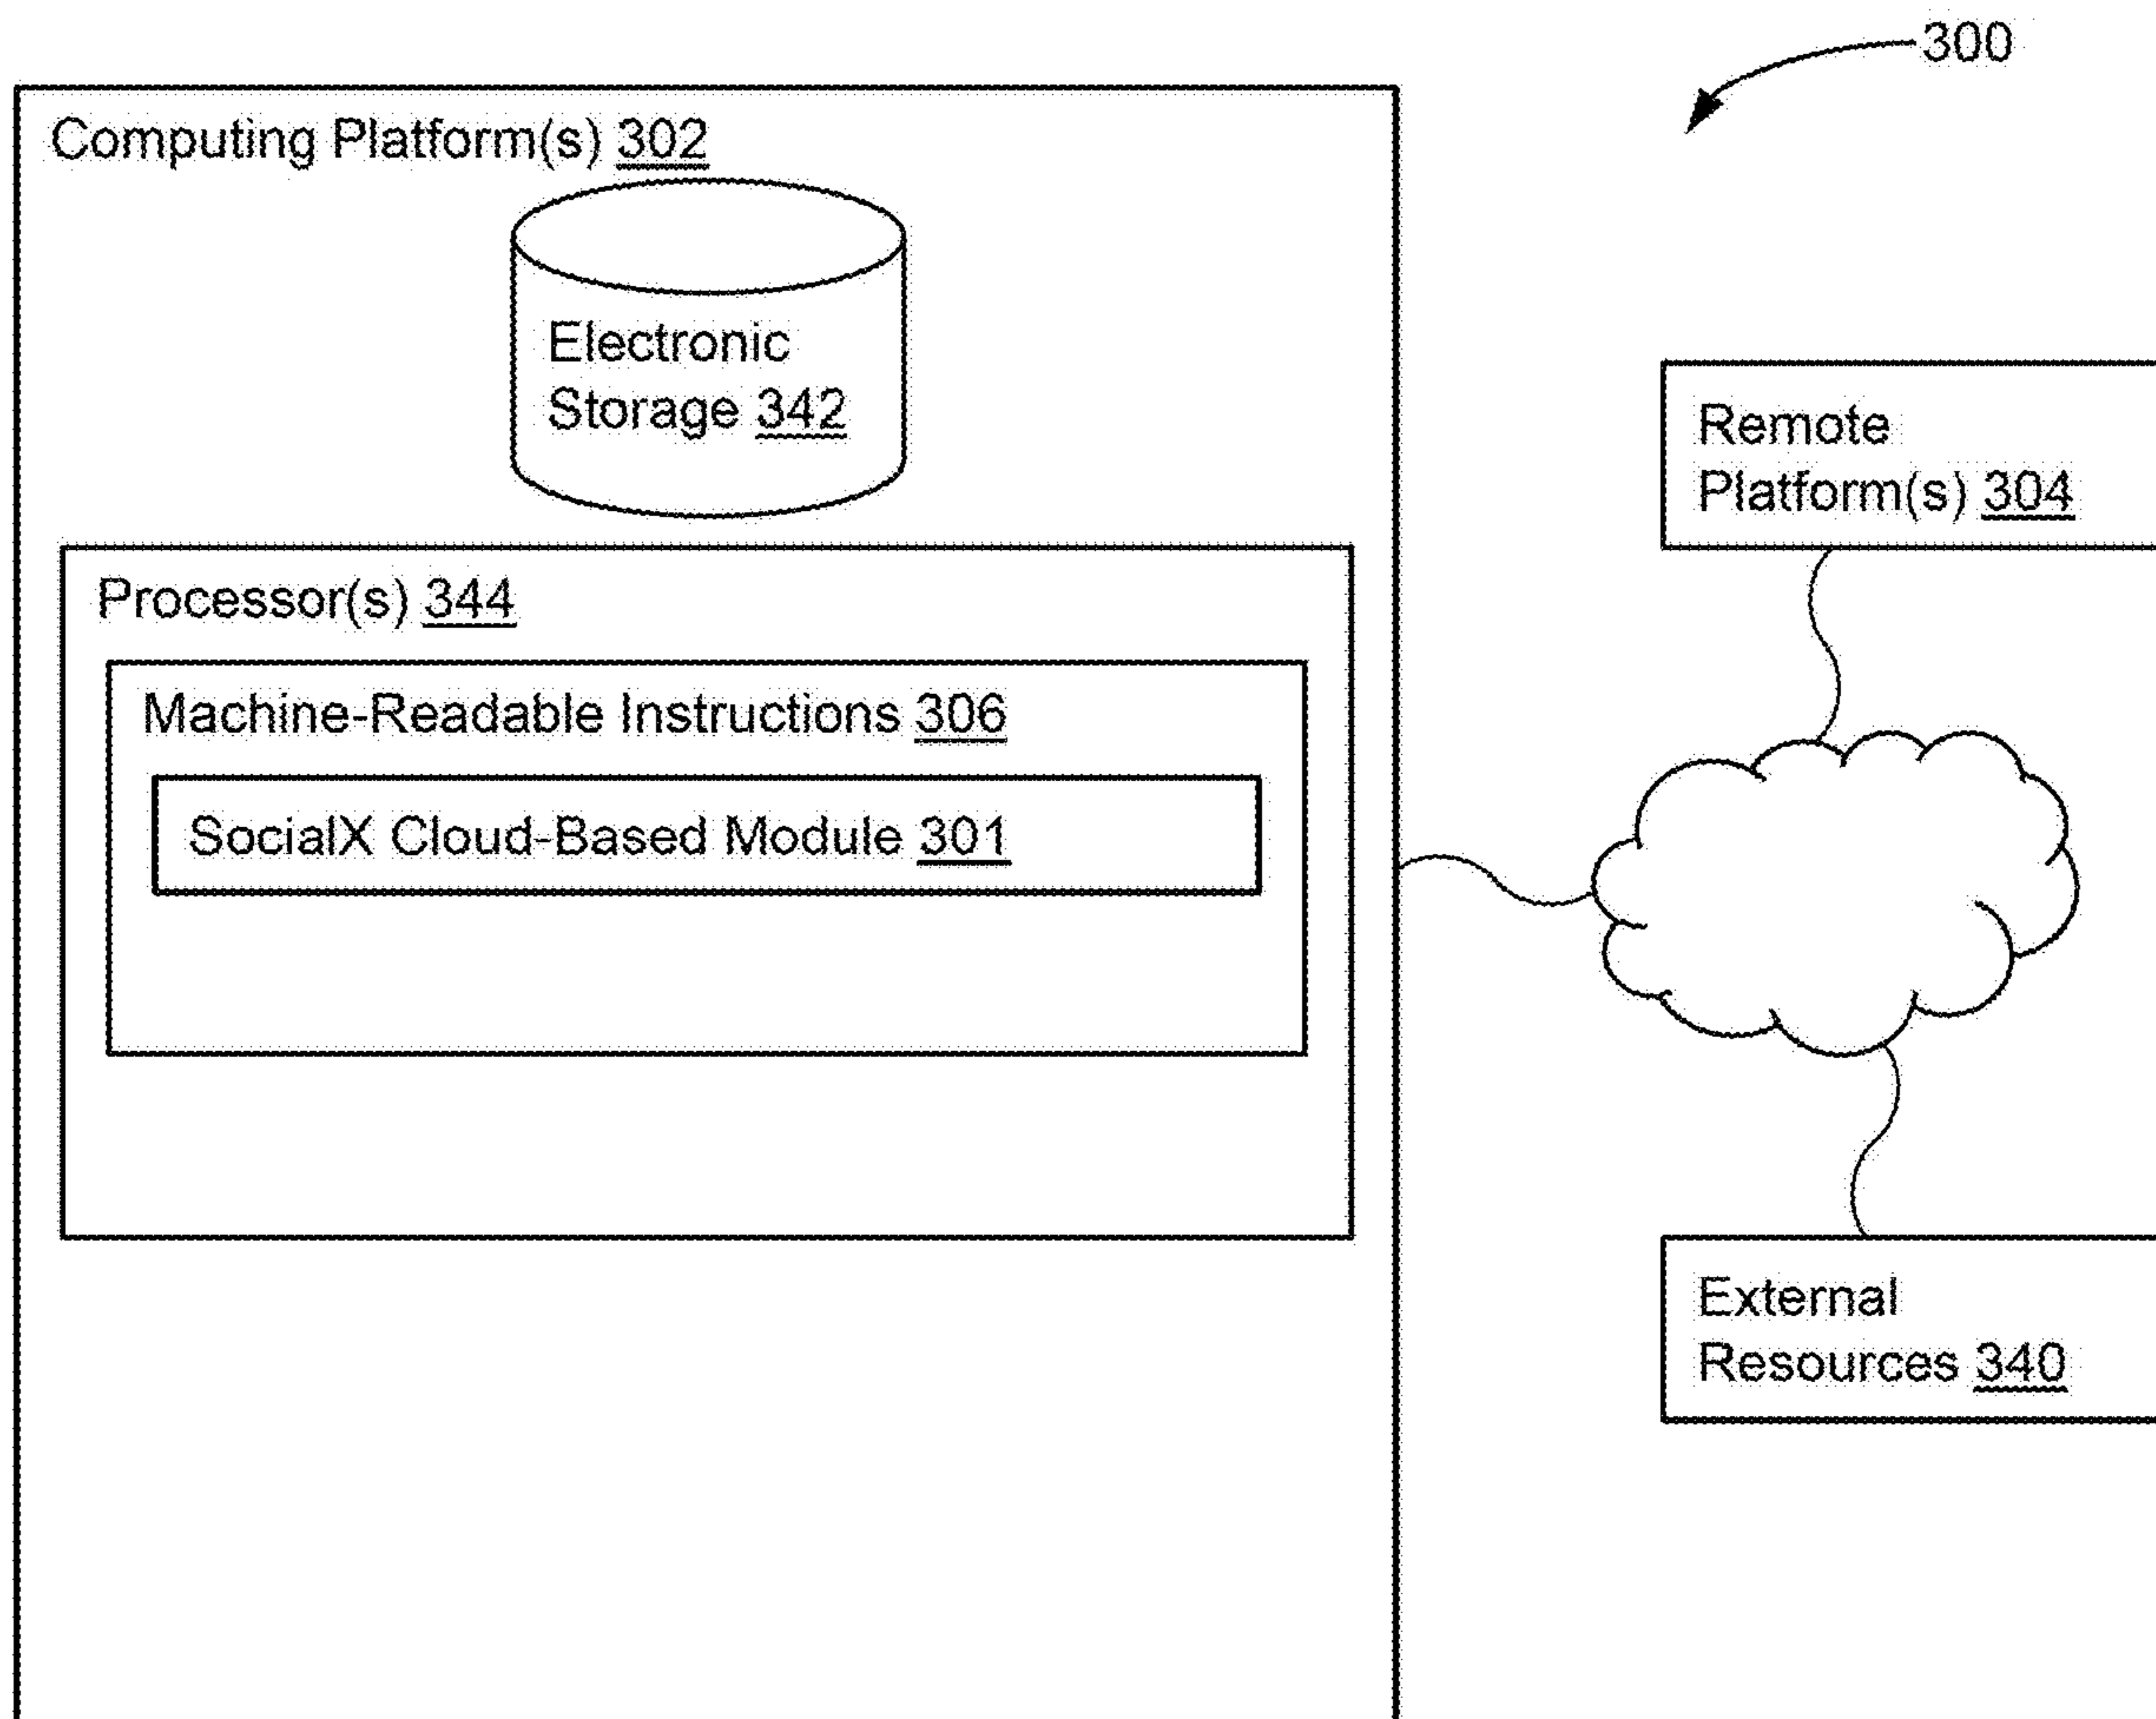 300
Computing Platform(s) 302
Electronic
Storage 342
Remote
Platform(s) 304
Processor(s) 344
Machine-Readable Instructions 306
SocialX Cloud-Based Module 301
External
Resources 340